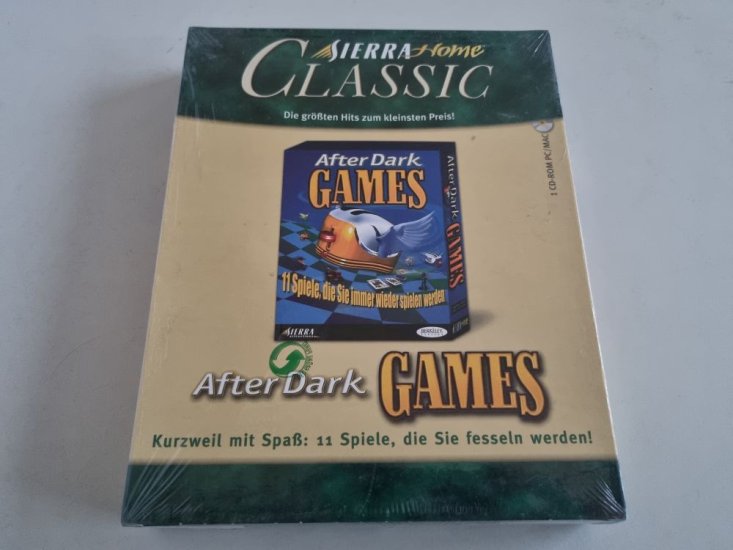 SIERRA Home
CLASSIC
Die größten Hits zum kleinsten Preis!
1 CD-ROM PC/MAC
After Dark
GAMES
After Dark GAMES
11 Spiele, die Sie immer wieder spielen werden
SIERRA
BERKELEY
After Dark GAMES
Kurzweil mit Spaß: 11 Spiele, die Sie fesseln werden!